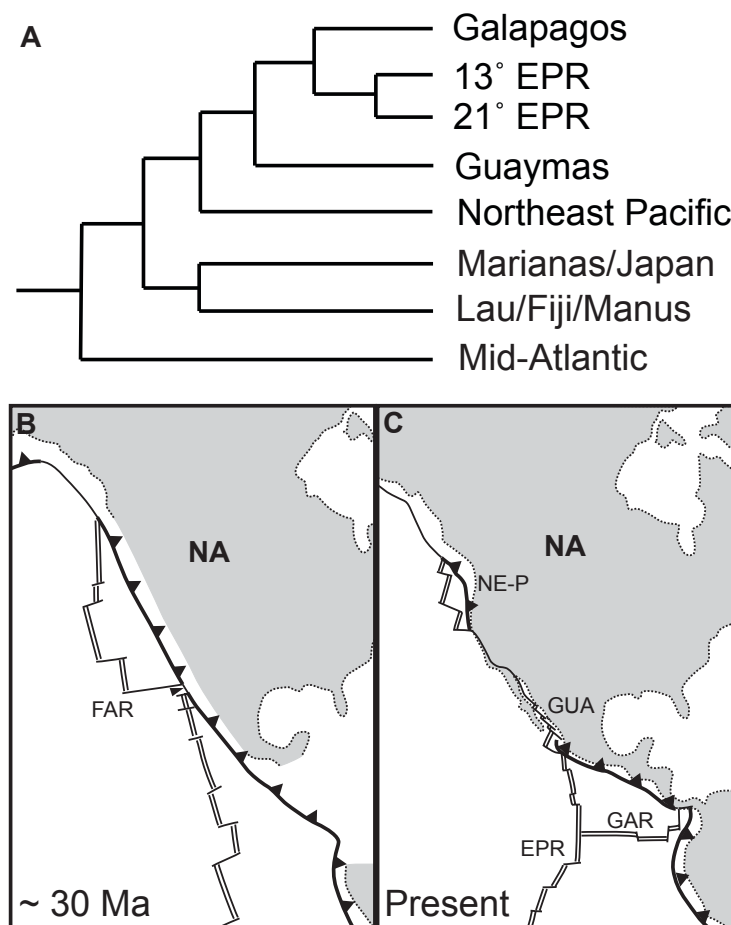 A
Galapagos
13° EPR
21° EPR
Guaymas
Northeast Pacific
Marianas/Japan
Lau/Fiji/Manus
Mid-Atlantic
B
NA
FAR
~ 30 Ma
C
NA
NE-P
GUA
GAR
EPR
Present